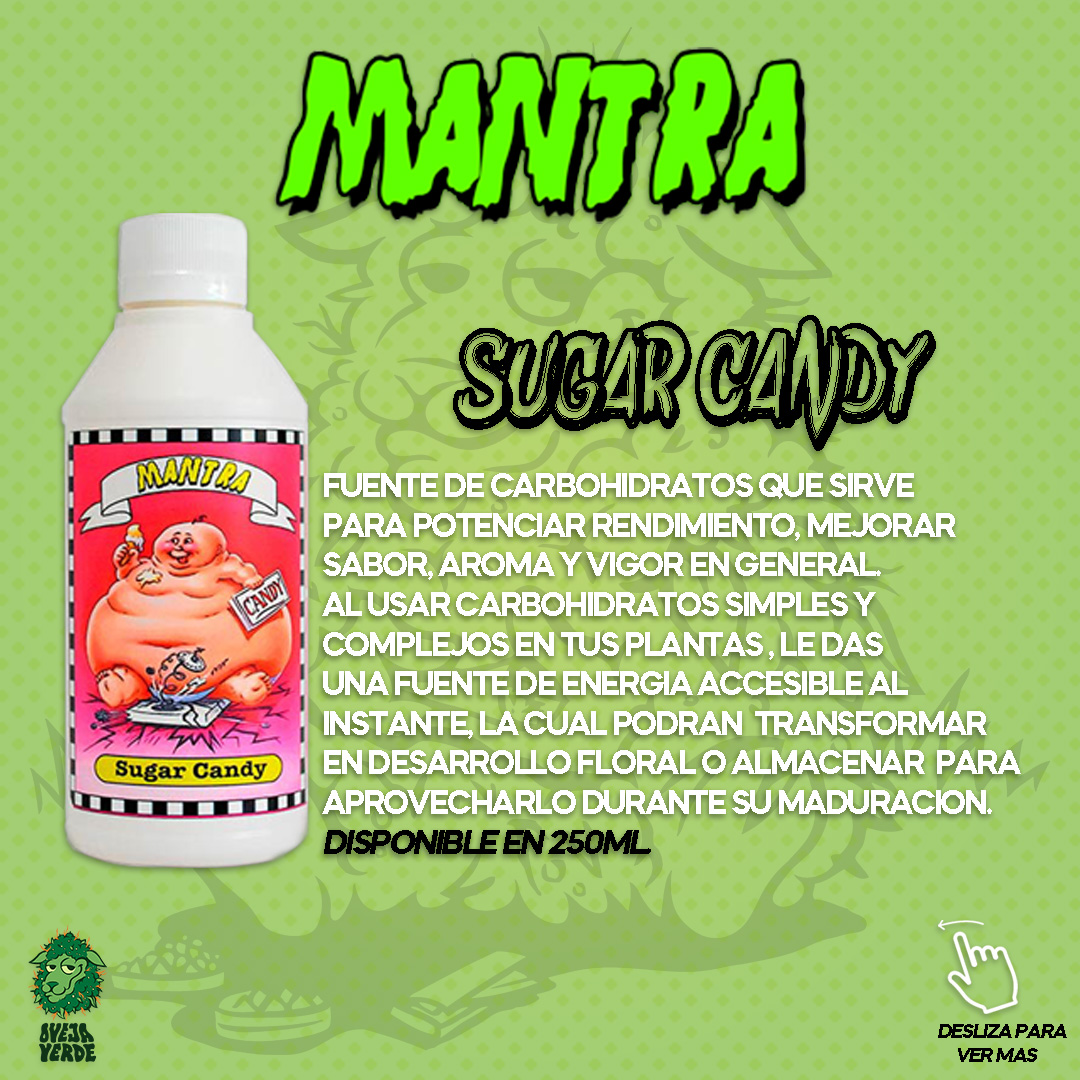 MANTRA
SUGAR CANDY
MANTRA
CANDY
Sugar Candy
FUENTE DE CARBOHIDRATOS QUE SIRVE
PARA POTENCIAR RENDIMIENTO, MEJORAR
SABOR, AROMA Y VIGOR EN GENERAL.
AL USAR CARBOHIDRATOS SIMPLES Y
COMPLEJOS EN TUS PLANTAS , LE DAS
UNA FUENTE DE ENERGIA ACCESIBLE AL
INSTANTE, LA CUAL PODRAN TRANSFORMAR
EN DESARROLLO FLORAL O ALMACENAR PARA
APROVECHARLO DURANTE SU MADURACION.
DISPONIBLE EN 250ML.
OVEJA
VERDE
DESLIZA PARA
VER MAS